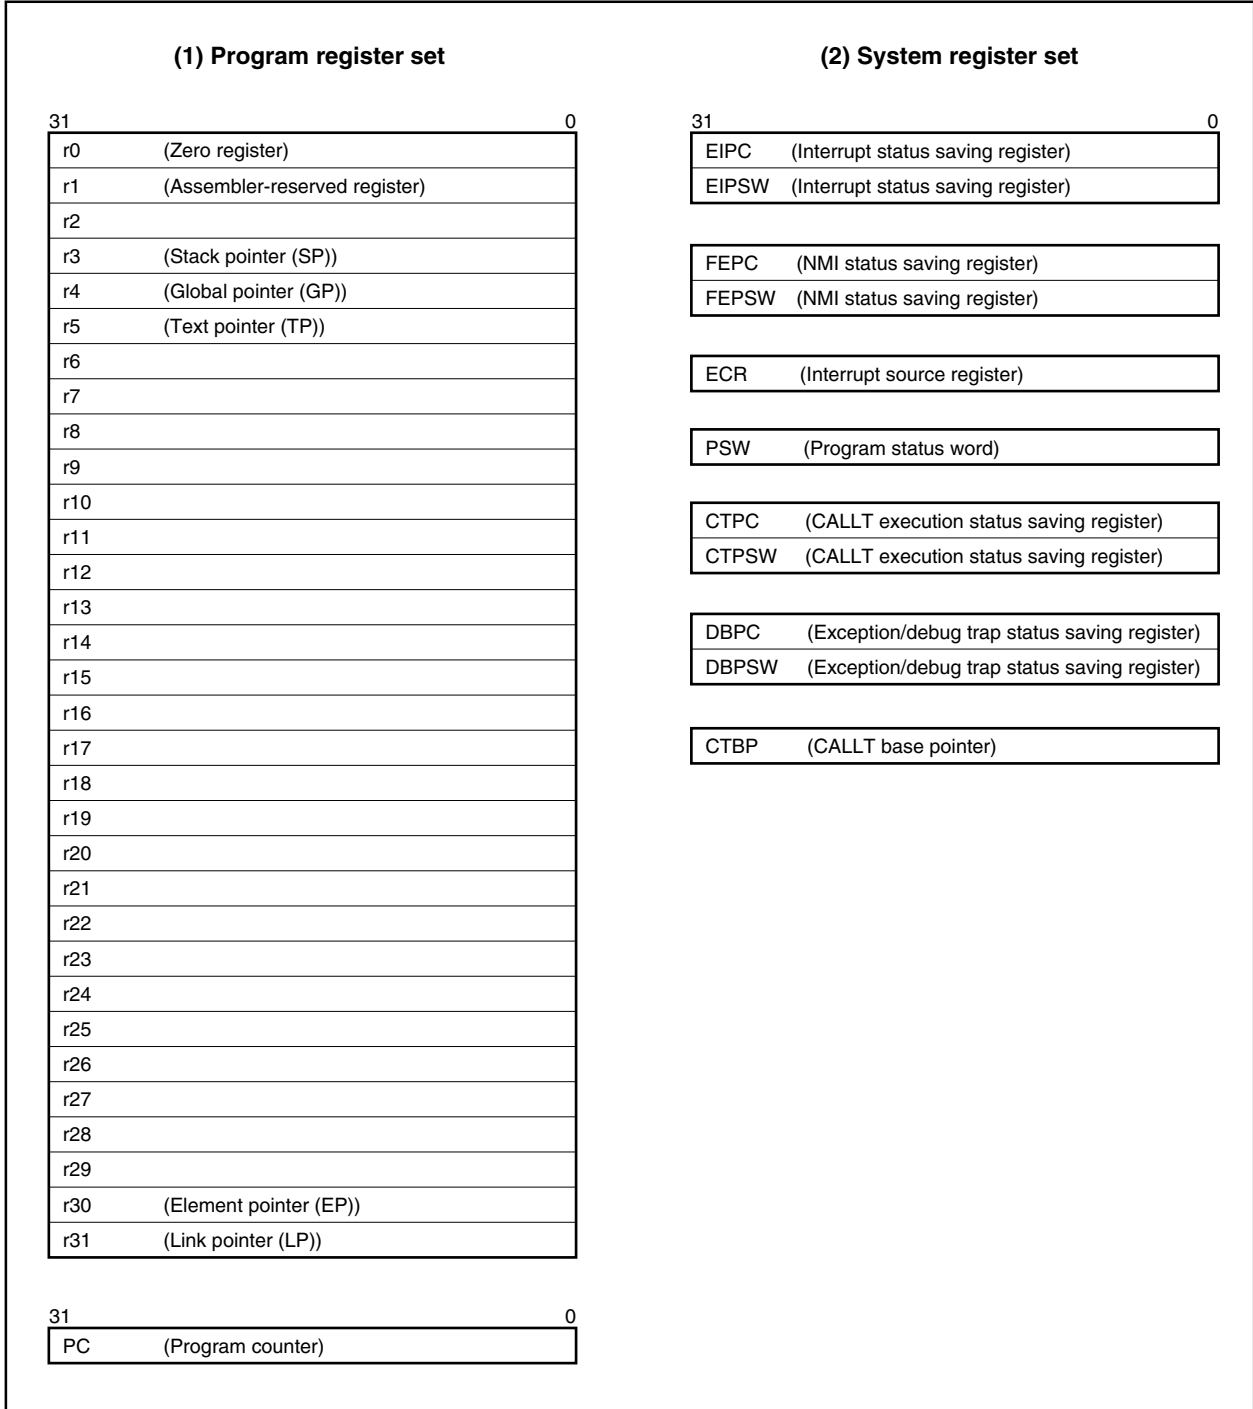 (1) Program register set
31 0
r0 (Zero register)
r1 (Assembler-reserved register)
r2
r3 (Stack pointer (SP))
r4 (Global pointer (GP))
r5 (Text pointer (TP))
r6
r7
r8
r9
r10
r11
r12
r13
r14
r15
r16
r17
r18
r19
r20
r21
r22
r23
r24
r25
r26
r27
r28
r29
r30 (Element pointer (EP))
r31 (Link pointer (LP))
31 0
PC (Program counter)
(2) System register set
31 0
EIPC (Interrupt status saving register)
EIPSW (Interrupt status saving register)
FEPC (NMI status saving register)
FEPSW (NMI status saving register)
ECR (Interrupt source register)
PSW (Program status word)
CTPC (CALLT execution status saving register)
CTPSW (CALLT execution status saving register)
DBPC (Exception/debug trap status saving register)
DBPSW (Exception/debug trap status saving register)
CTBP (CALLT base pointer)